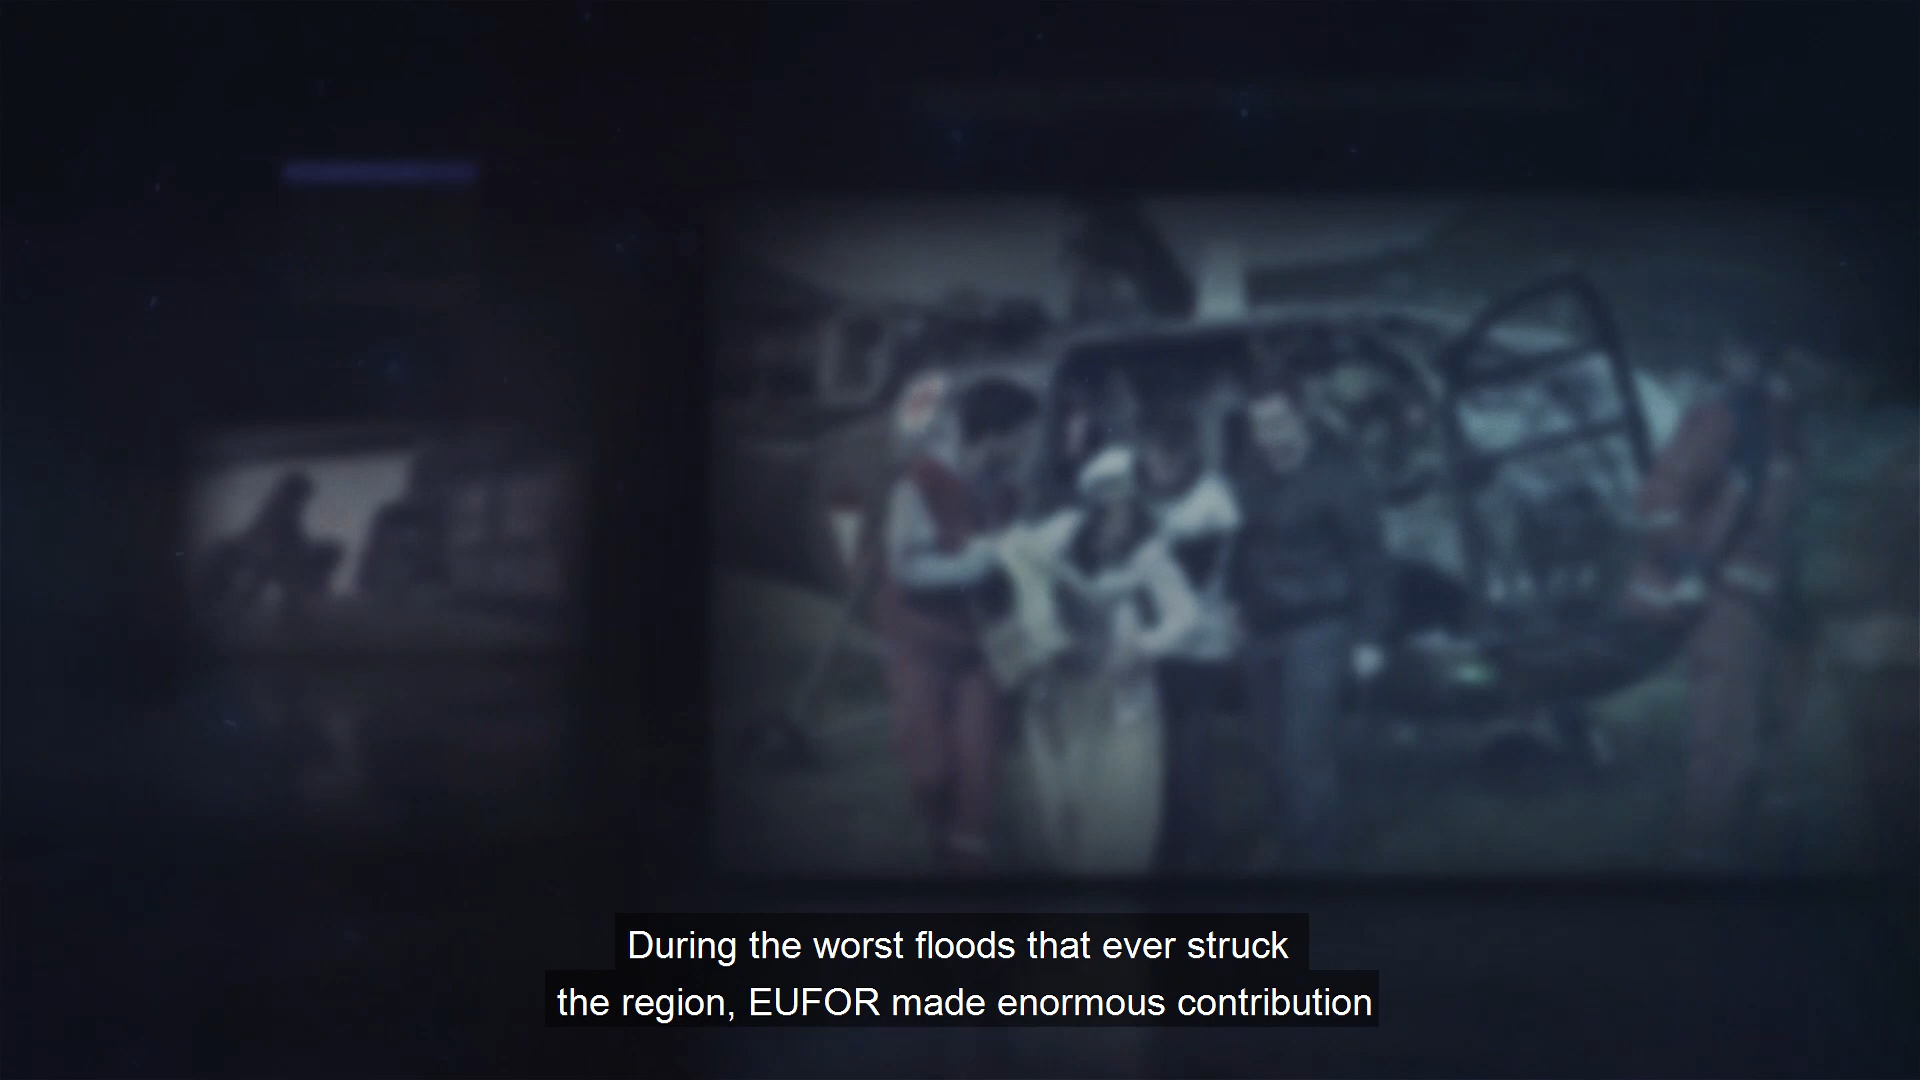 During the worst floods that ever struck
the region, EUFOR made enormous contribution